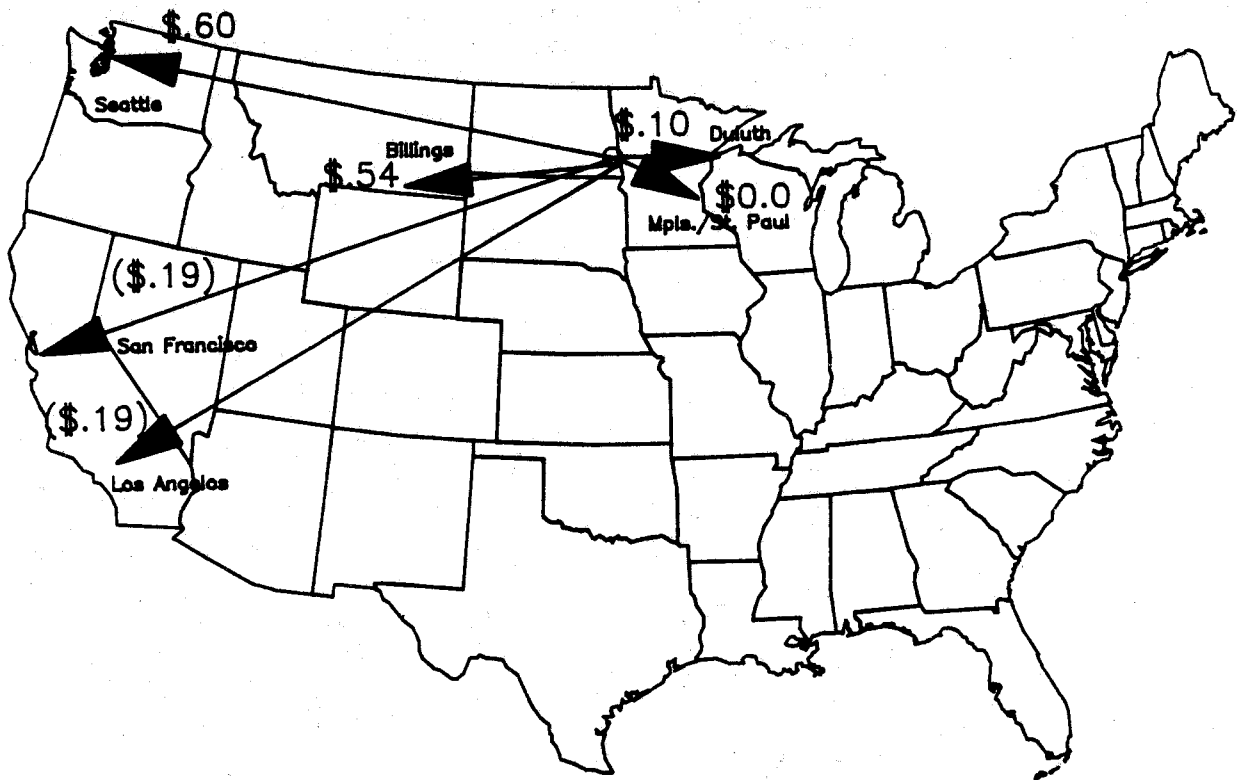 $.60
Seattle
$.10
Duluth
Billings
$.54
$0.0
Mpls./St. Paul
($.19)
San Francisco
($.19)
Los Angeles